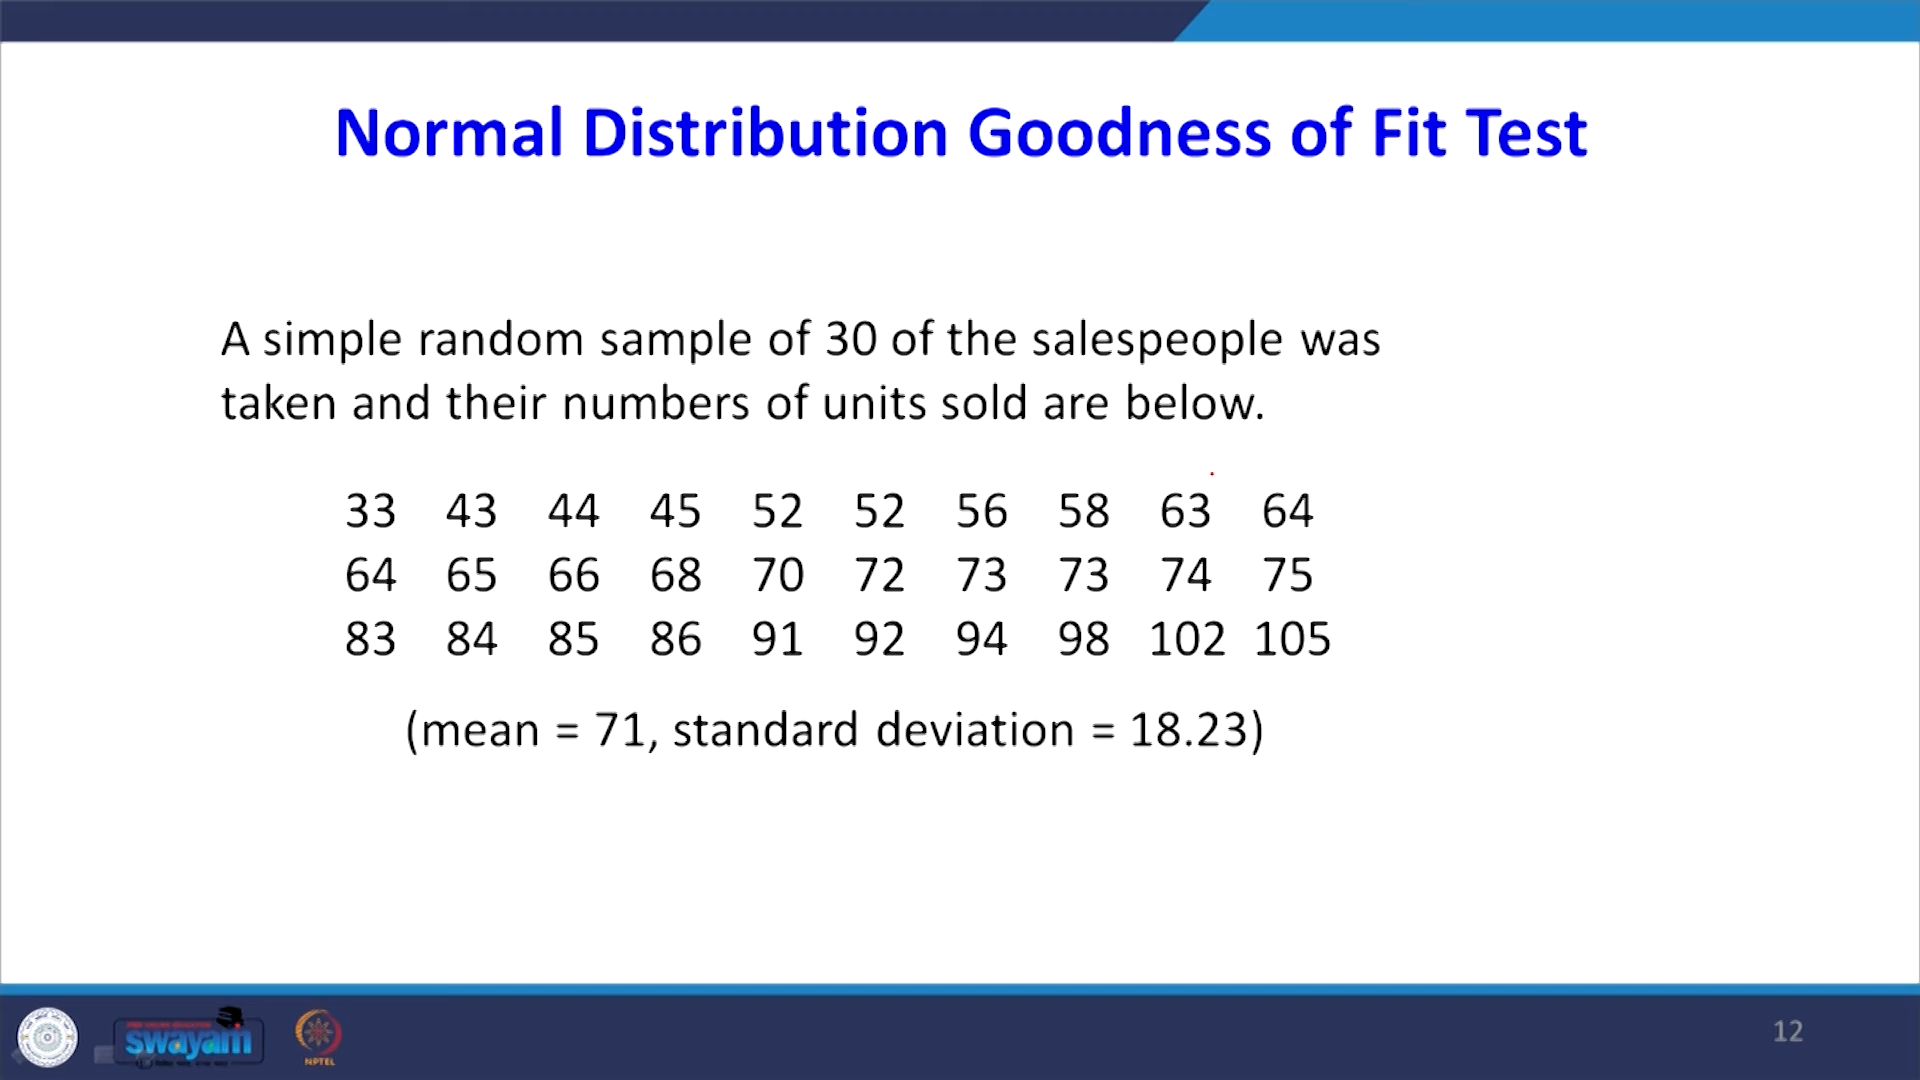 Normal Distribution Goodness of Fit Test
A simple random sample of 30 of the salespeople was
taken and their numbers of units sold are below.
33 43 44 45 52 52 56 58 63 64
64 65 66 68 70 72 73 73 74 75
83 84 85 86 91 92 94 98 102 105
(mean = 71, standard deviation = 18.23)
swayam
NPTEL
12